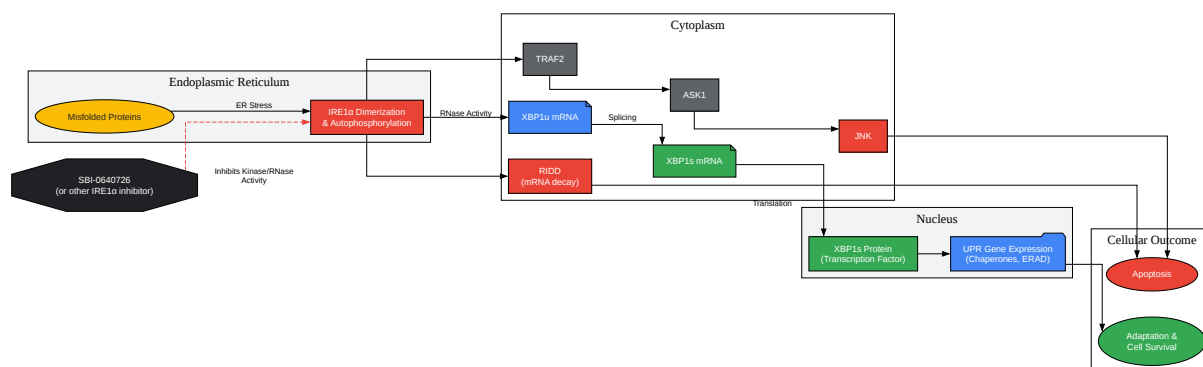 Cytoplasm
TRAF2
Endoplasmic Reticulum
ASK1
Misfolded Proteins
ER Stress
IRE1α Dimerization
& Autophosphorylation
RNase Activity
XBP1u mRNA
Splicing
JNK
XBP1s mRNA
SBI-0640726
(or other IRE1α inhibitor)
Inhibits Kinase/RNase
Activity
RIDD
(mRNA decay)
Translation
Nucleus
XBP1s Protein
(Transcription Factor)
UPR Gene Expression
(Chaperones, ERAD)
Cellular Outcome
Apoptosis
Adaptation &
Cell Survival